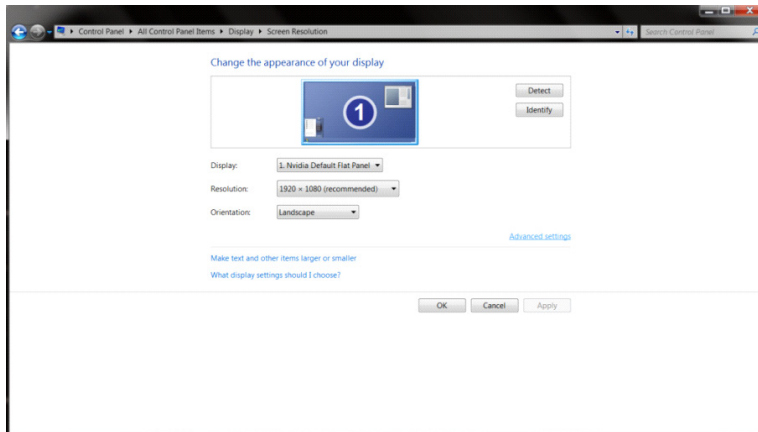 Control Panel ▸ All Control Panel Items ▸ Display ▸ Screen Resolution
Search Control Panel
Change the appearance of your display
1
Detect
Identify
Display: 1. Nvidia Default Flat Panel
Resolution: 1920 × 1080 (recommended)
Orientation: Landscape
Advanced settings
Make text and other items larger or smaller
What display settings should I choose?
OK Cancel Apply